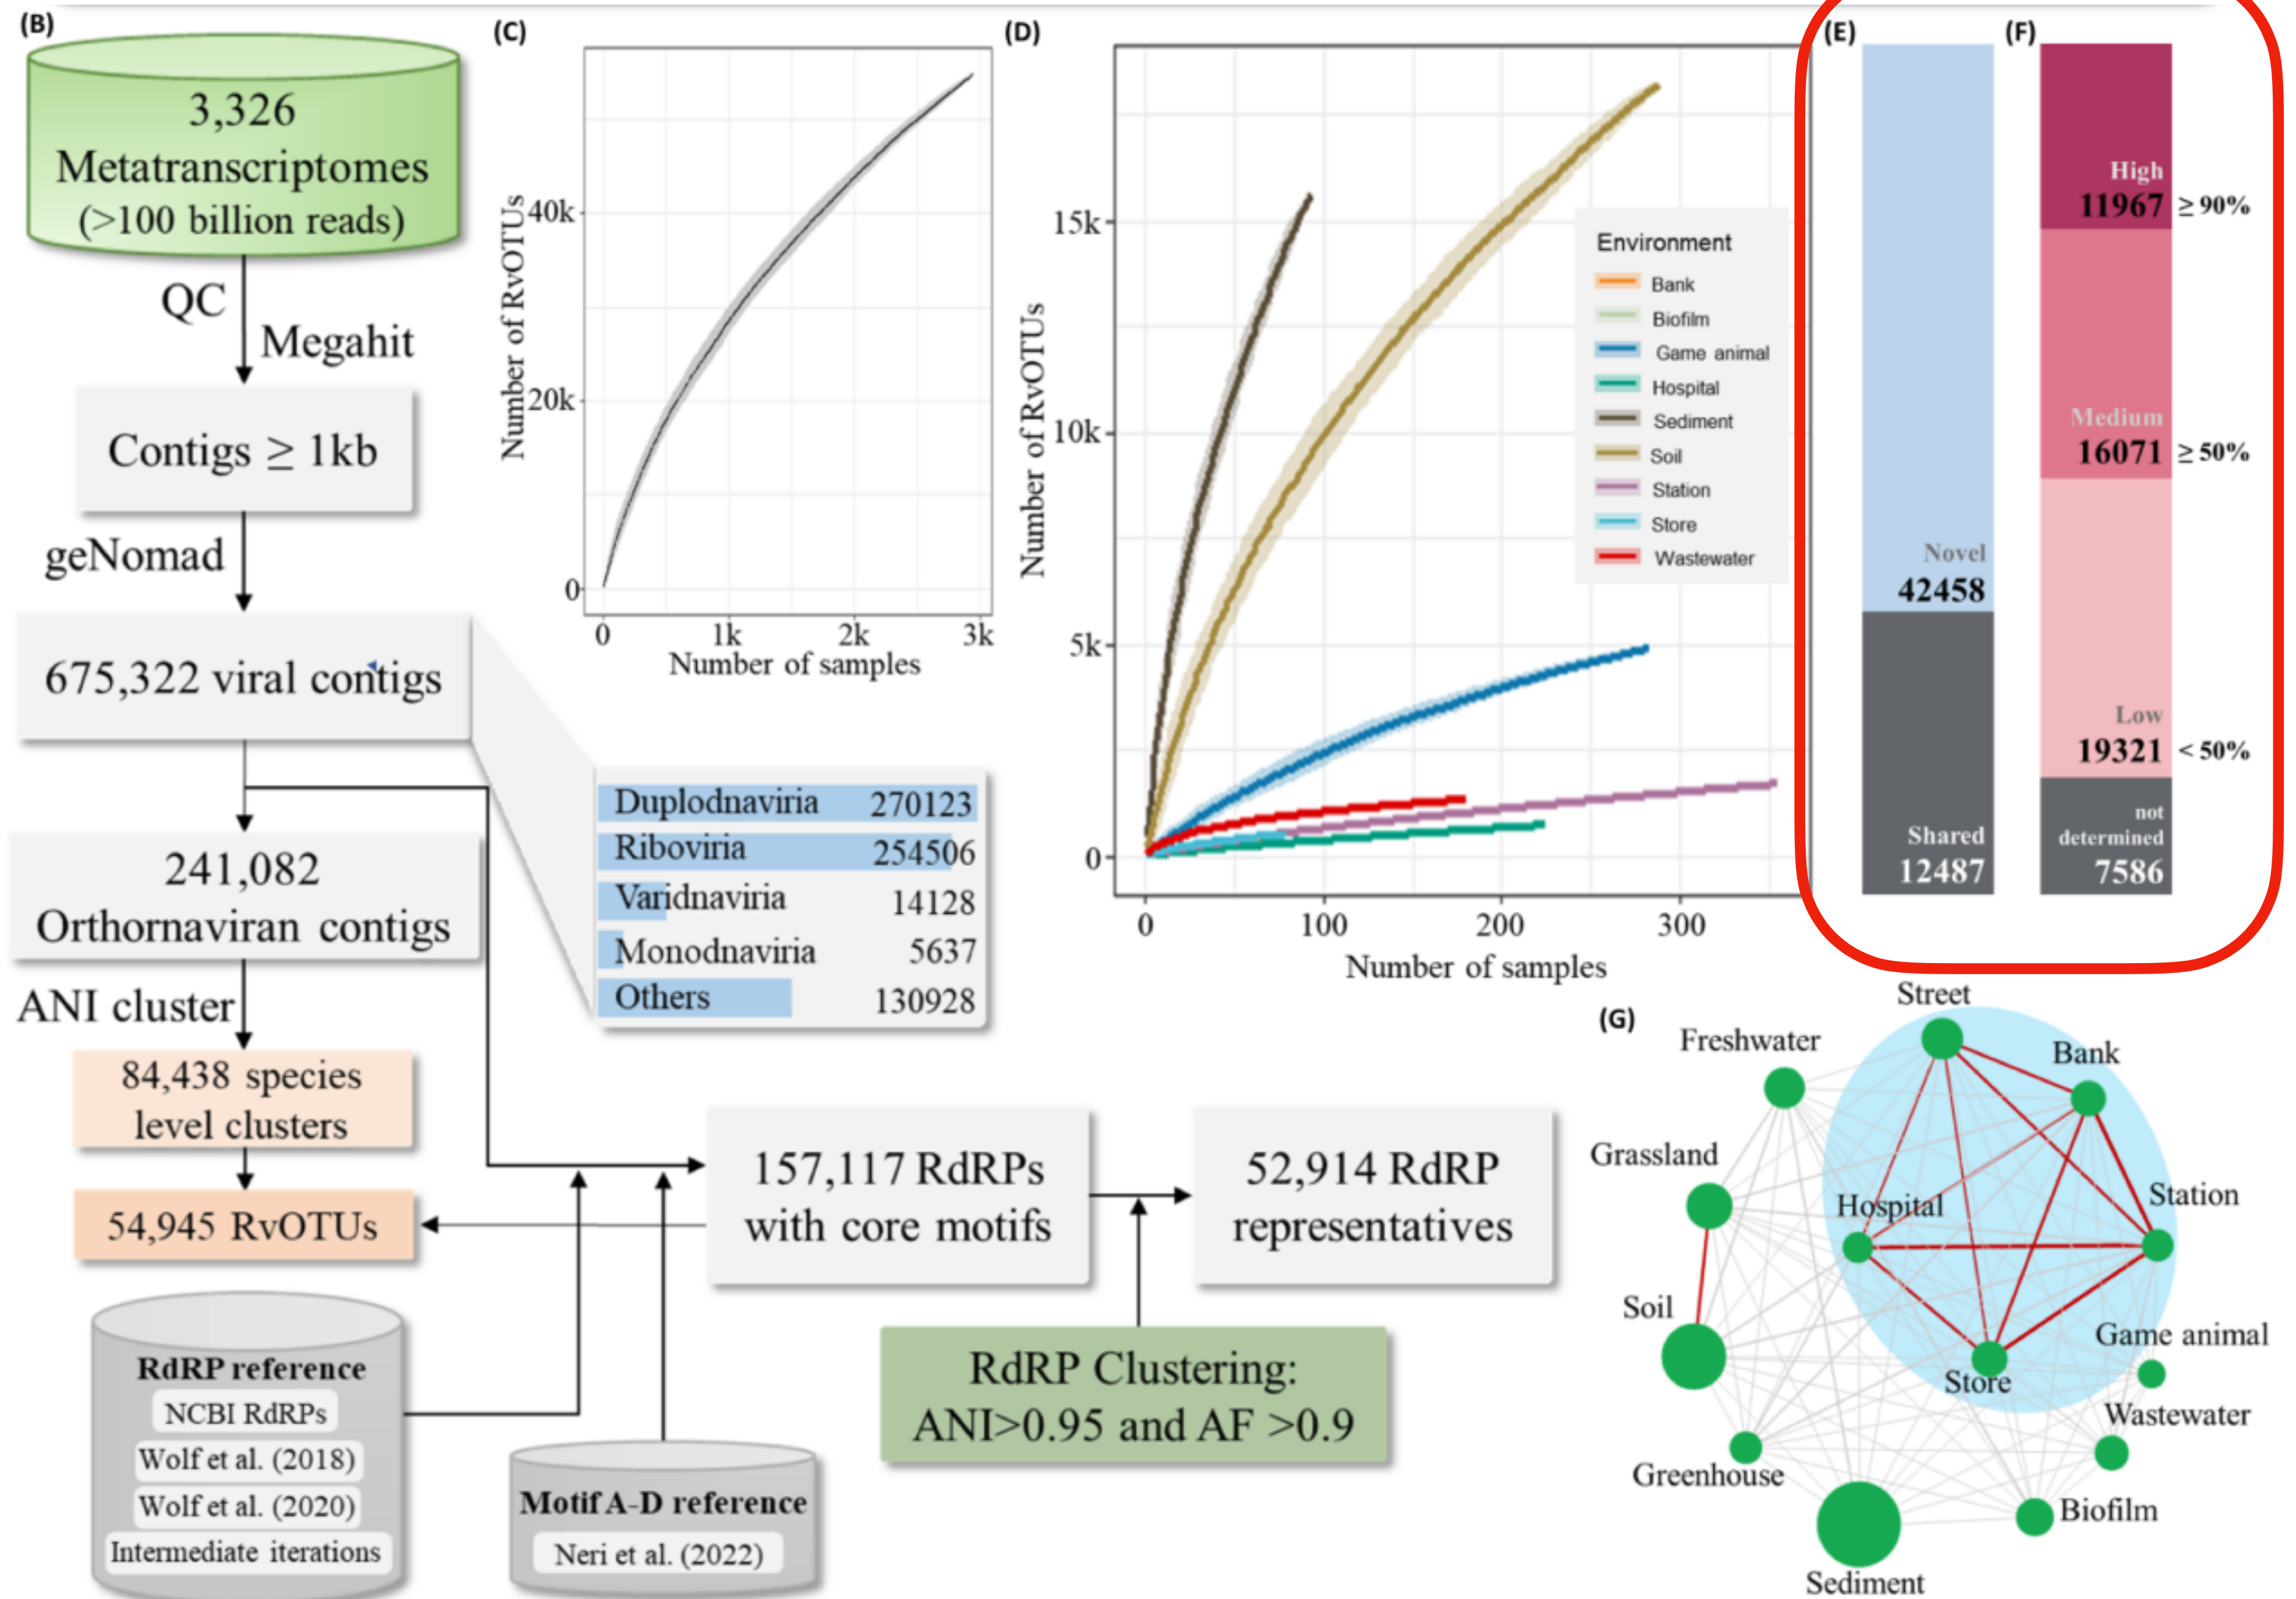 (B)
3,326
Metatranscriptomes
(>100 billion reads)
QC
Megahit
Contigs ≥ 1kb
geNomad
675,322 viral contigs
241,082
Orthornaviran contigs
ANI cluster
84,438 species
level clusters
54,945 RvOTUs
RdRP reference
NCBI RdRPs
Wolf et al. (2018)
Wolf et al. (2020)
Intermediate iterations
Motif A-D reference
Neri et al. (2022)
Duplodnaviria 270123
Riboviria 254506
Varidnaviria 14128
Monodnaviria 5637
Others 130928
157,117 RdRPs
with core motifs
52,914 RdRP
representatives
RdRP Clustering:
ANI>0.95 and AF >0.9
(C)
Number of RvOTUs
40k
20k
0
0 1k 2k 3k
Number of samples
(D)
Number of RvOTUs
15k
10k
5k
0
0 100 200 300
Number of samples
Environment
Bank
Biofilm
Game animal
Hospital
Sediment
Soil
Station
Store
Wastewater
(E)
Novel
42458
Shared
12487
(F)
High
11967 ≥ 90%
Medium
16071 ≥ 50%
Low
19321 < 50%
not
determined
7586
(G)
Street
Freshwater
Bank
Grassland
Station
Hospital
Soil
Game animal
Store
Wastewater
Greenhouse
Biofilm
Sediment